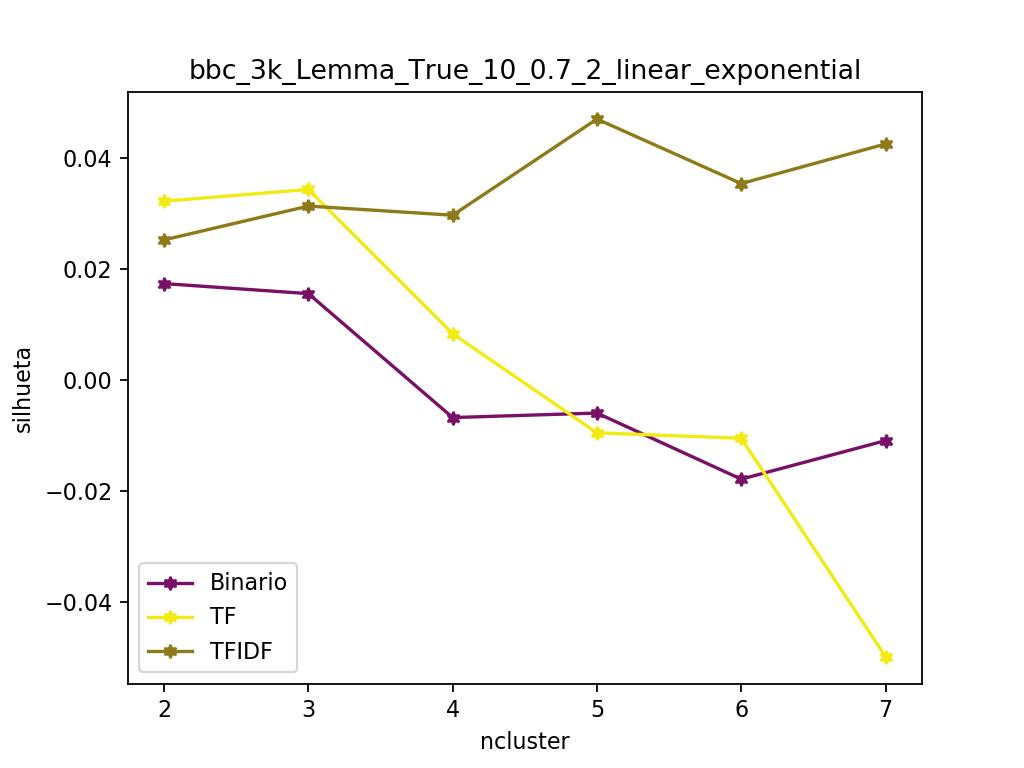 bbc_3k_Lemma_True_10_0.7_2_linear_exponential
silhueta
0.04
0.02
0.00
−0.02
−0.04
Binario
TF
TFIDF
2 3 4 5 6 7
ncluster